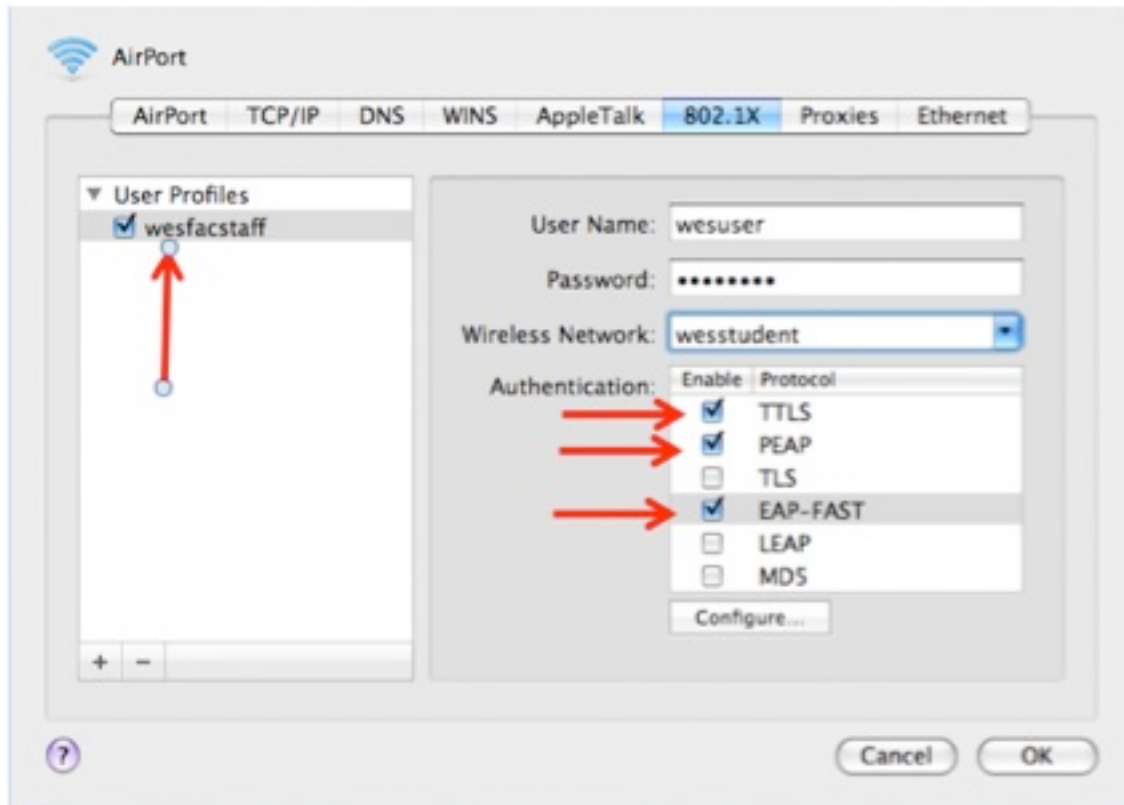 AirPort
AirPort TCP/IP DNS WINS AppleTalk 802.1X Proxies Ethernet
User Profiles
wesfacstaff
User Name: wesuser
Password: ••••••••
Wireless Network: wesstudent
Authentication:
Enable Protocol
TTLS
PEAP
TLS
EAP-FAST
LEAP
MD5
Configure...
+ −
? Cancel OK